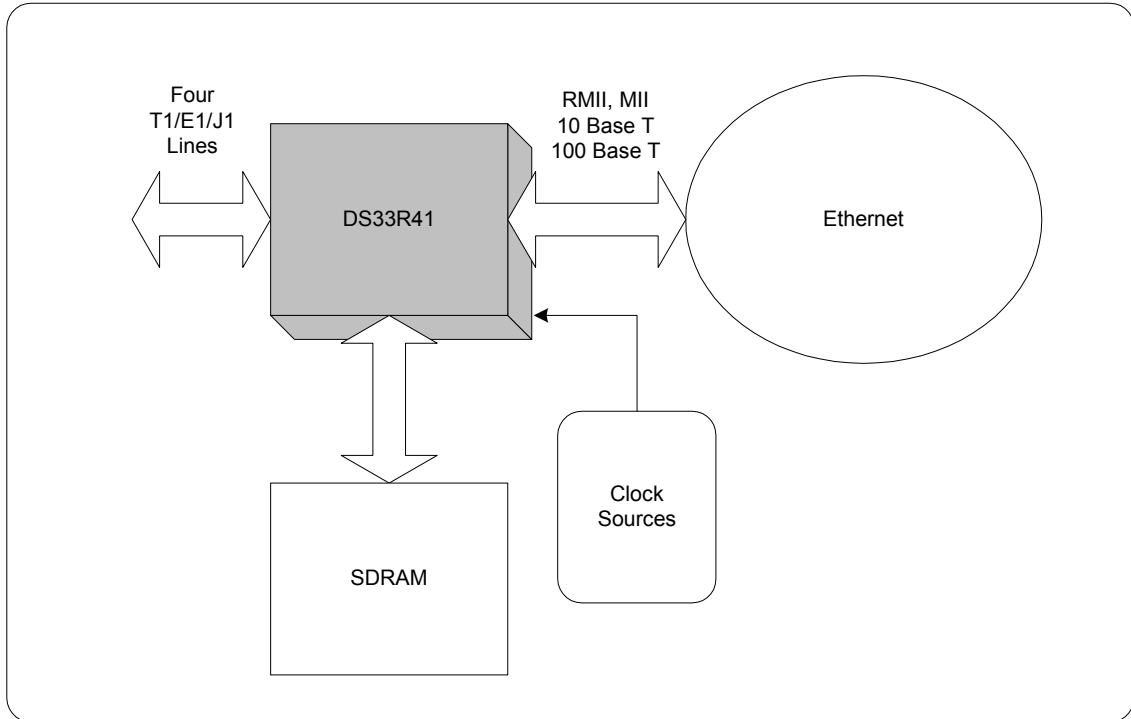 Four
T1/E1/J1
Lines
RMII, MII
10 Base T
100 Base T
DS33R41
Ethernet
Clock
Sources
SDRAM